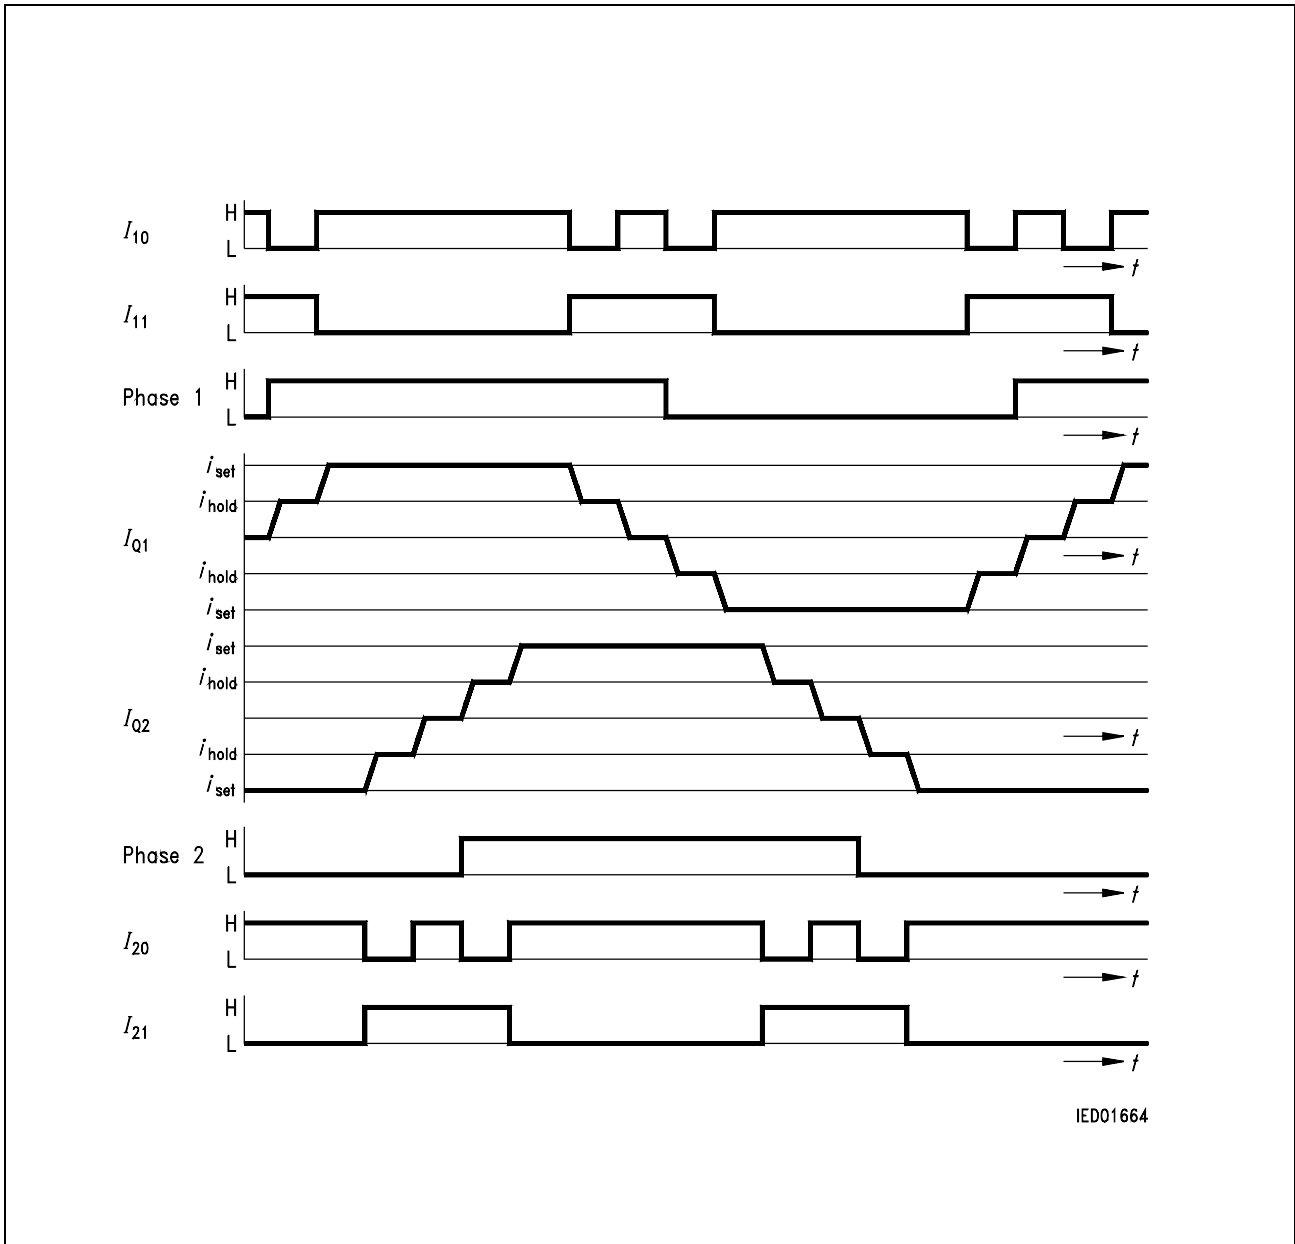 H
I10
L
t
H
I11
L
t
H
Phase 1
L
t
iset
ihold
IQ1
t
ihold
iset
iset
ihold
IQ2
t
ihold
iset
H
Phase 2
L
t
H
I20
L
t
H
I21
L
t
IED01664